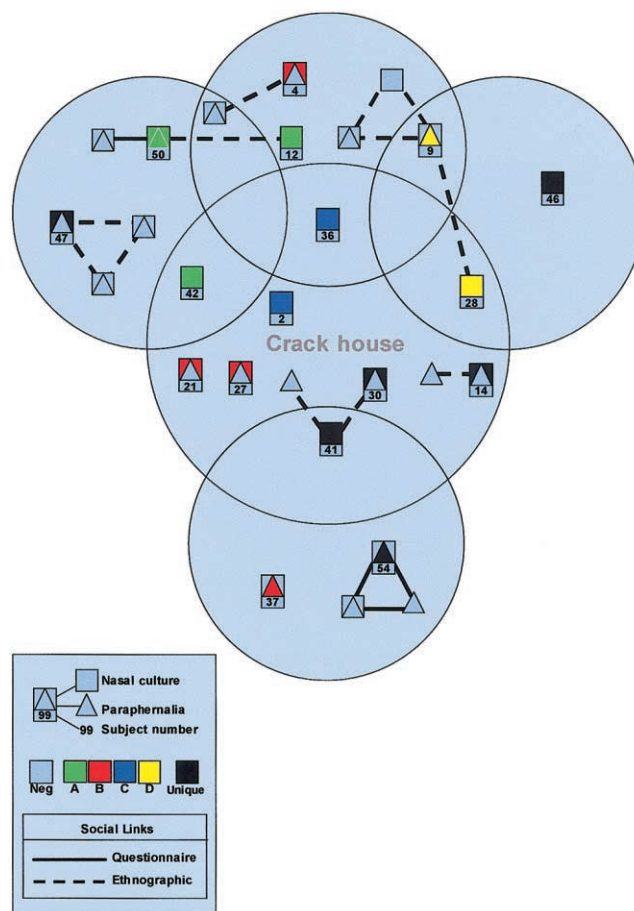 4
50
12
9
46
47
36
42
2
28
Crack house
21
27
30
14
41
37
54
Nasal culture
Paraphernalia
99
99 Subject number
Neg A B C D Unique
Social Links
Questionnaire
Ethnographic